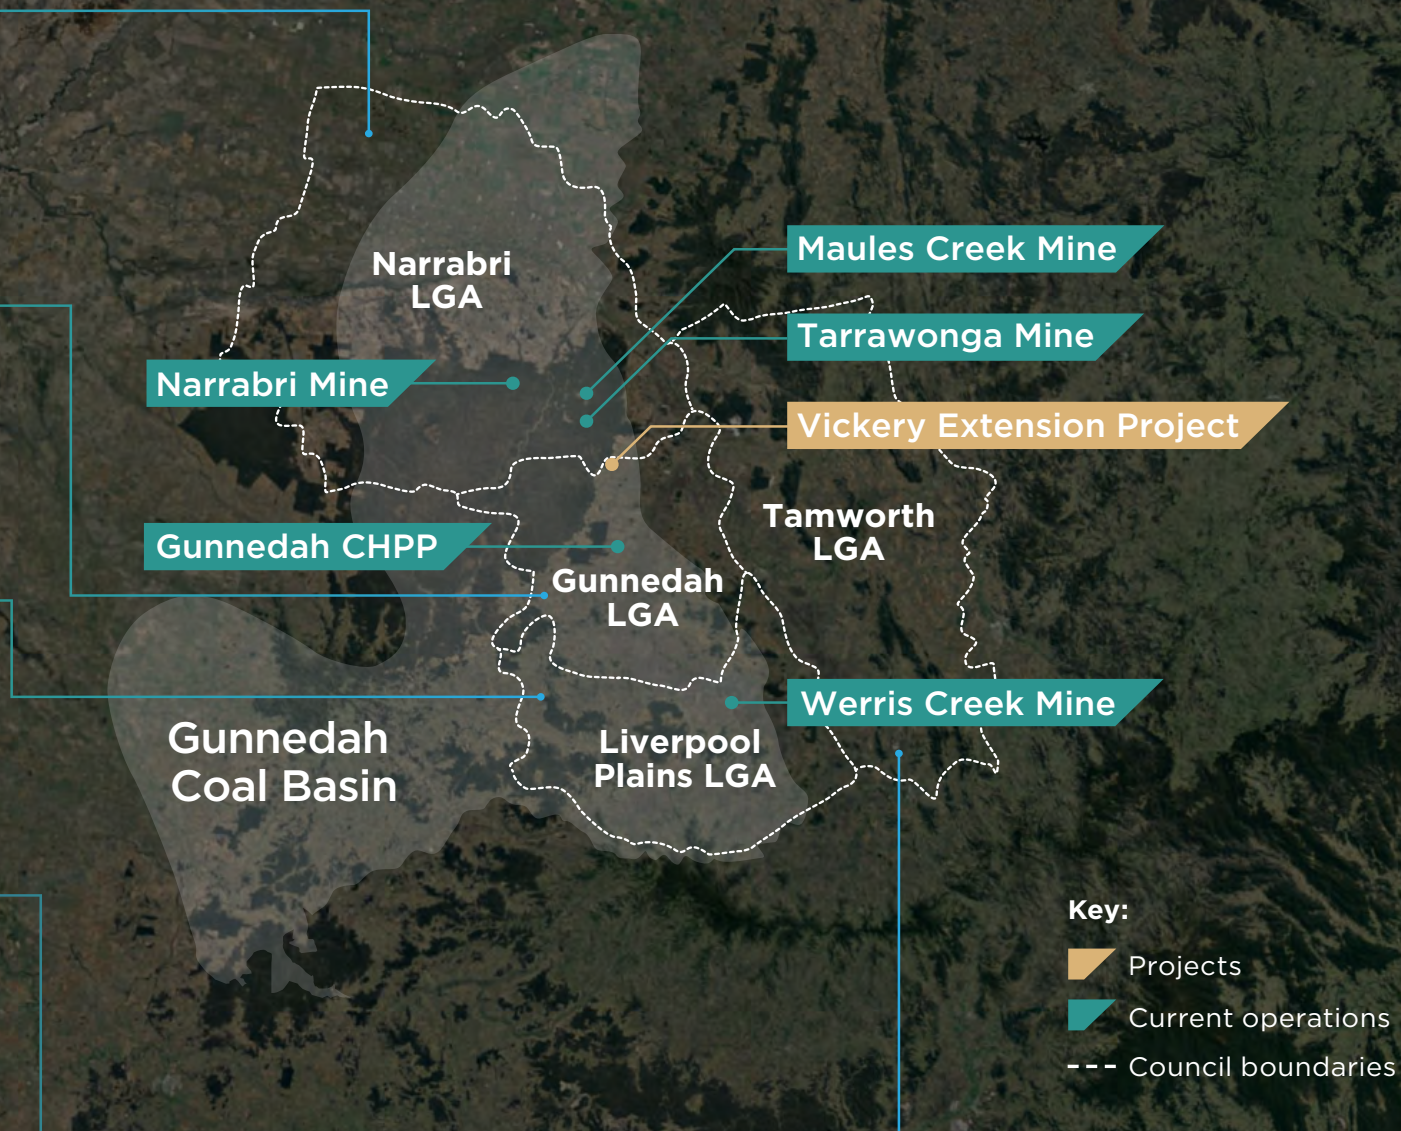 Maules Creek Mine
Narrabri
LGA
Tarrawonga Mine
Narrabri Mine
Vickery Extension Project
Tamworth
LGA
Gunnedah CHPP
Gunnedah
LGA
Werris Creek Mine
Gunnedah
Coal Basin
Liverpool
Plains LGA
Key:
Projects
Current operations
Council boundaries